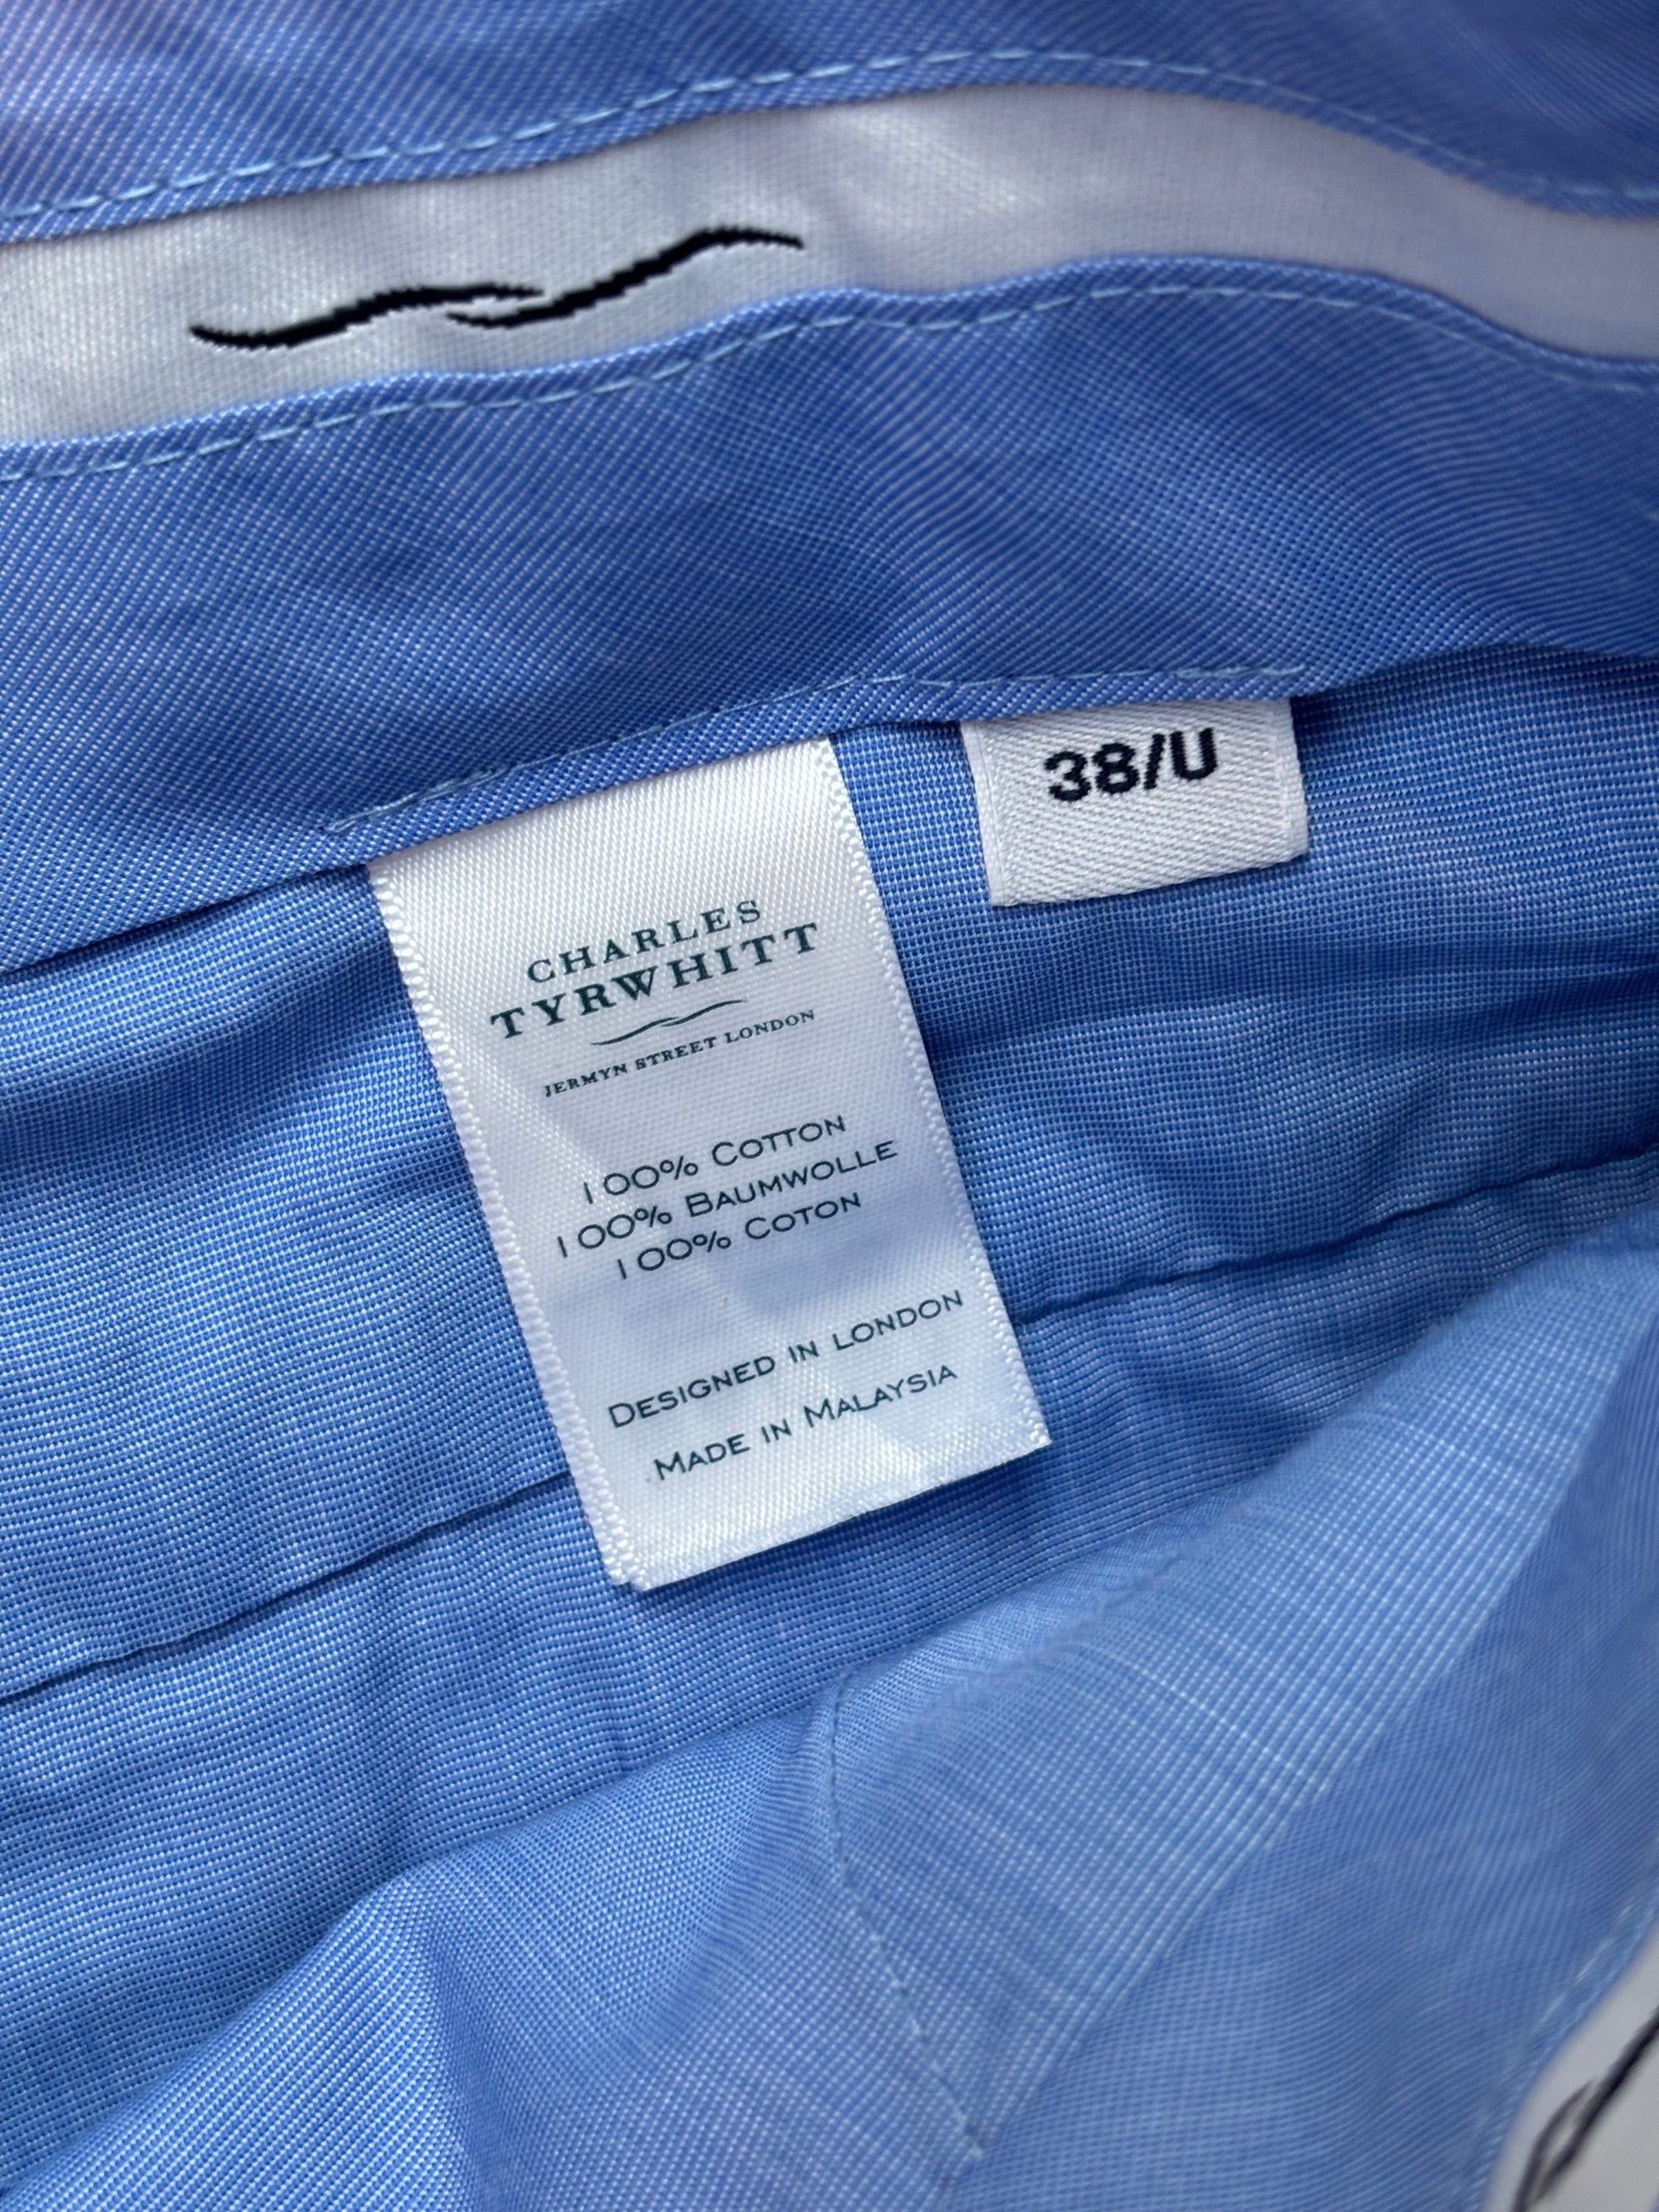 38/U
CHARLES
TYRWHITT
JERMYN STREET LONDON
100% COTTON
100% BAUMWOLLE
100% COTON
DESIGNED IN LONDON
MADE IN MALAYSIA